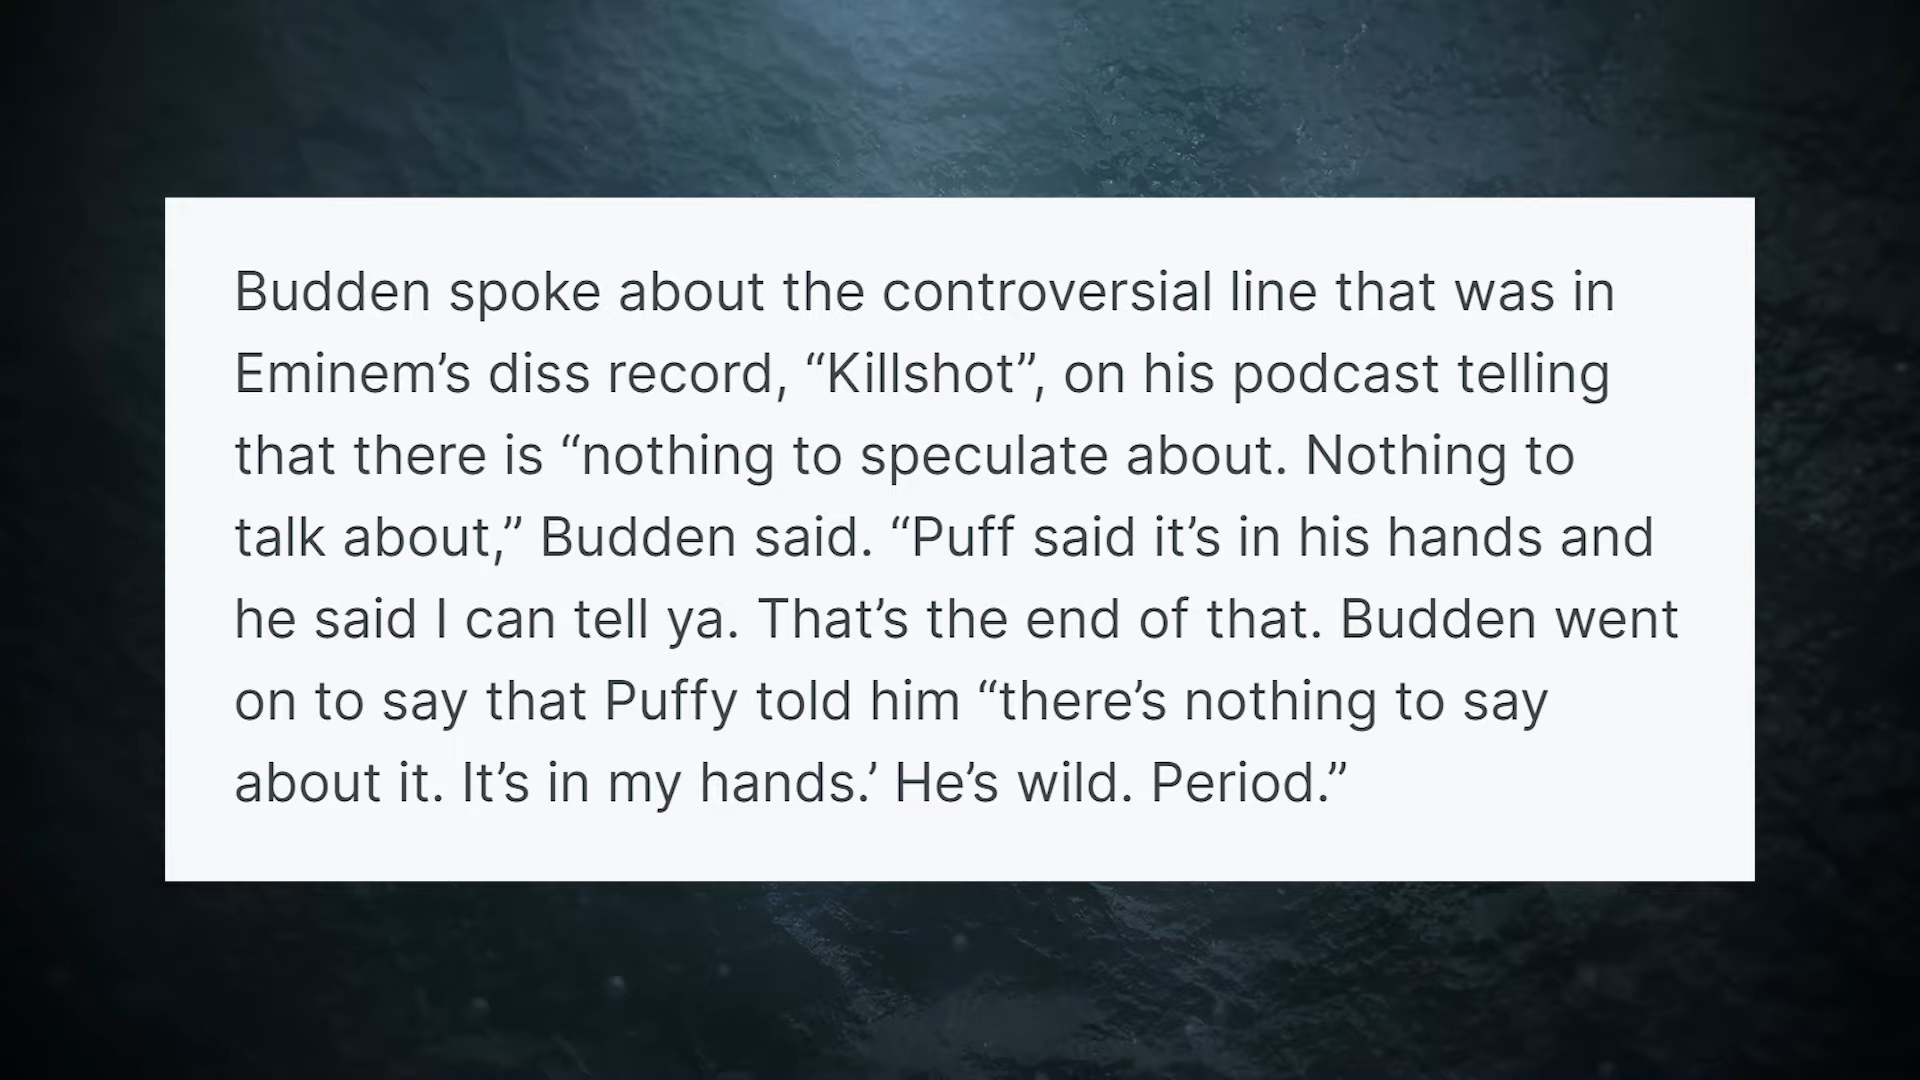 Budden spoke about the controversial line that was in
Eminem’s diss record, “Killshot”, on his podcast telling
that there is “nothing to speculate about. Nothing to
talk about,” Budden said. “Puff said it’s in his hands and
he said I can tell ya. That’s the end of that. Budden went
on to say that Puffy told him “there’s nothing to say
about it. It’s in my hands.’ He’s wild. Period.”